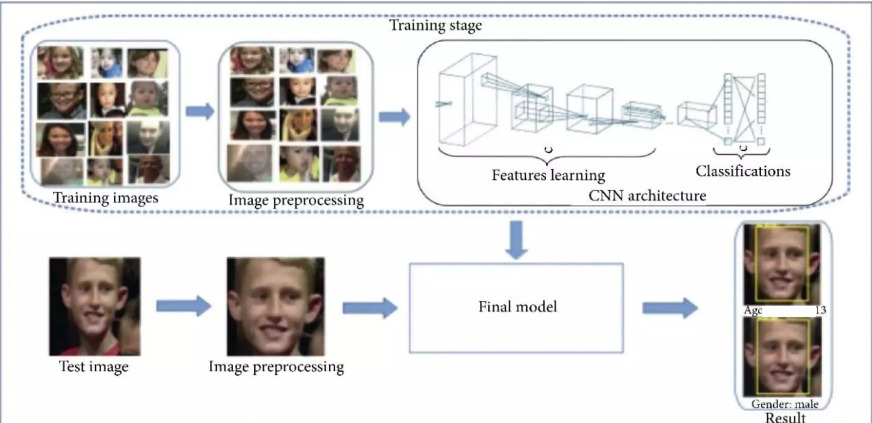 Training stage
Training images
Image preprocessing
Features learning
Classifications
CNN architecture
Test image
Image preprocessing
Final model
Age 13
Gender: male
Result